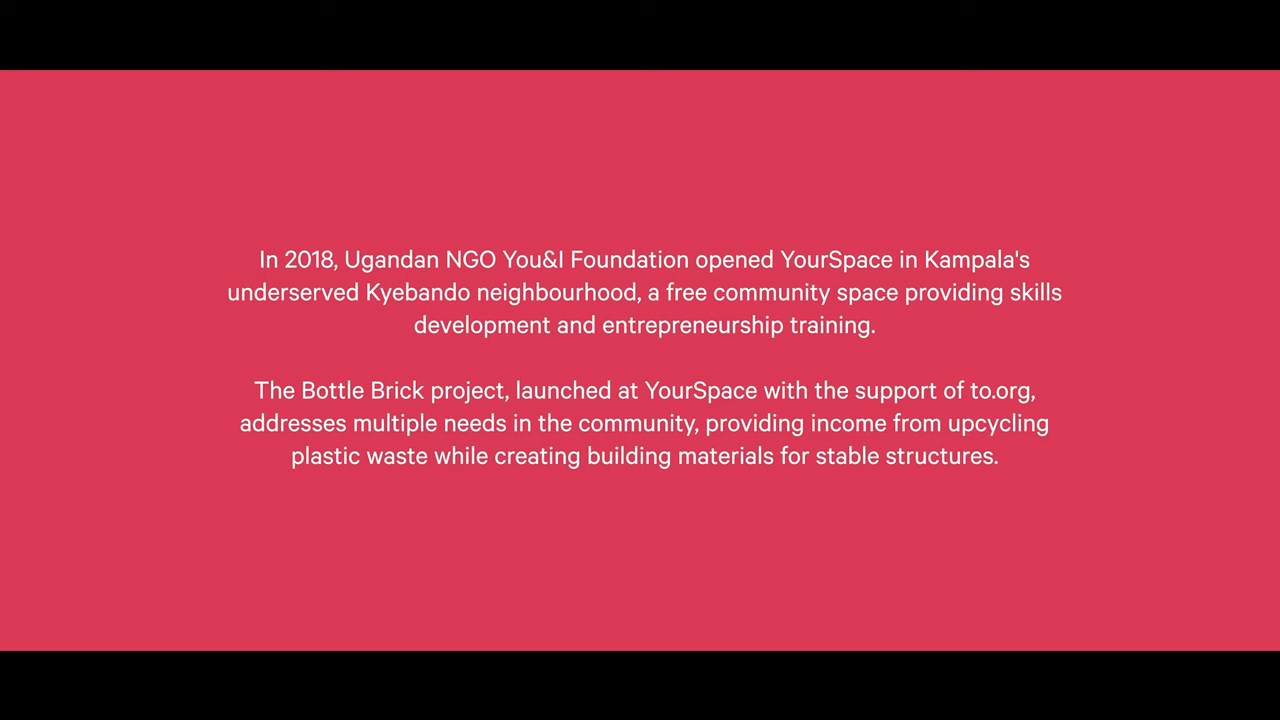 In 2018, Ugandan NGO You&I Foundation opened YourSpace in Kampala's
underserved Kyebando neighbourhood, a free community space providing skills
development and entrepreneurship training.
The Bottle Brick project, launched at YourSpace with the support of to.org,
addresses multiple needs in the community, providing income from upcycling
plastic waste while creating building materials for stable structures.